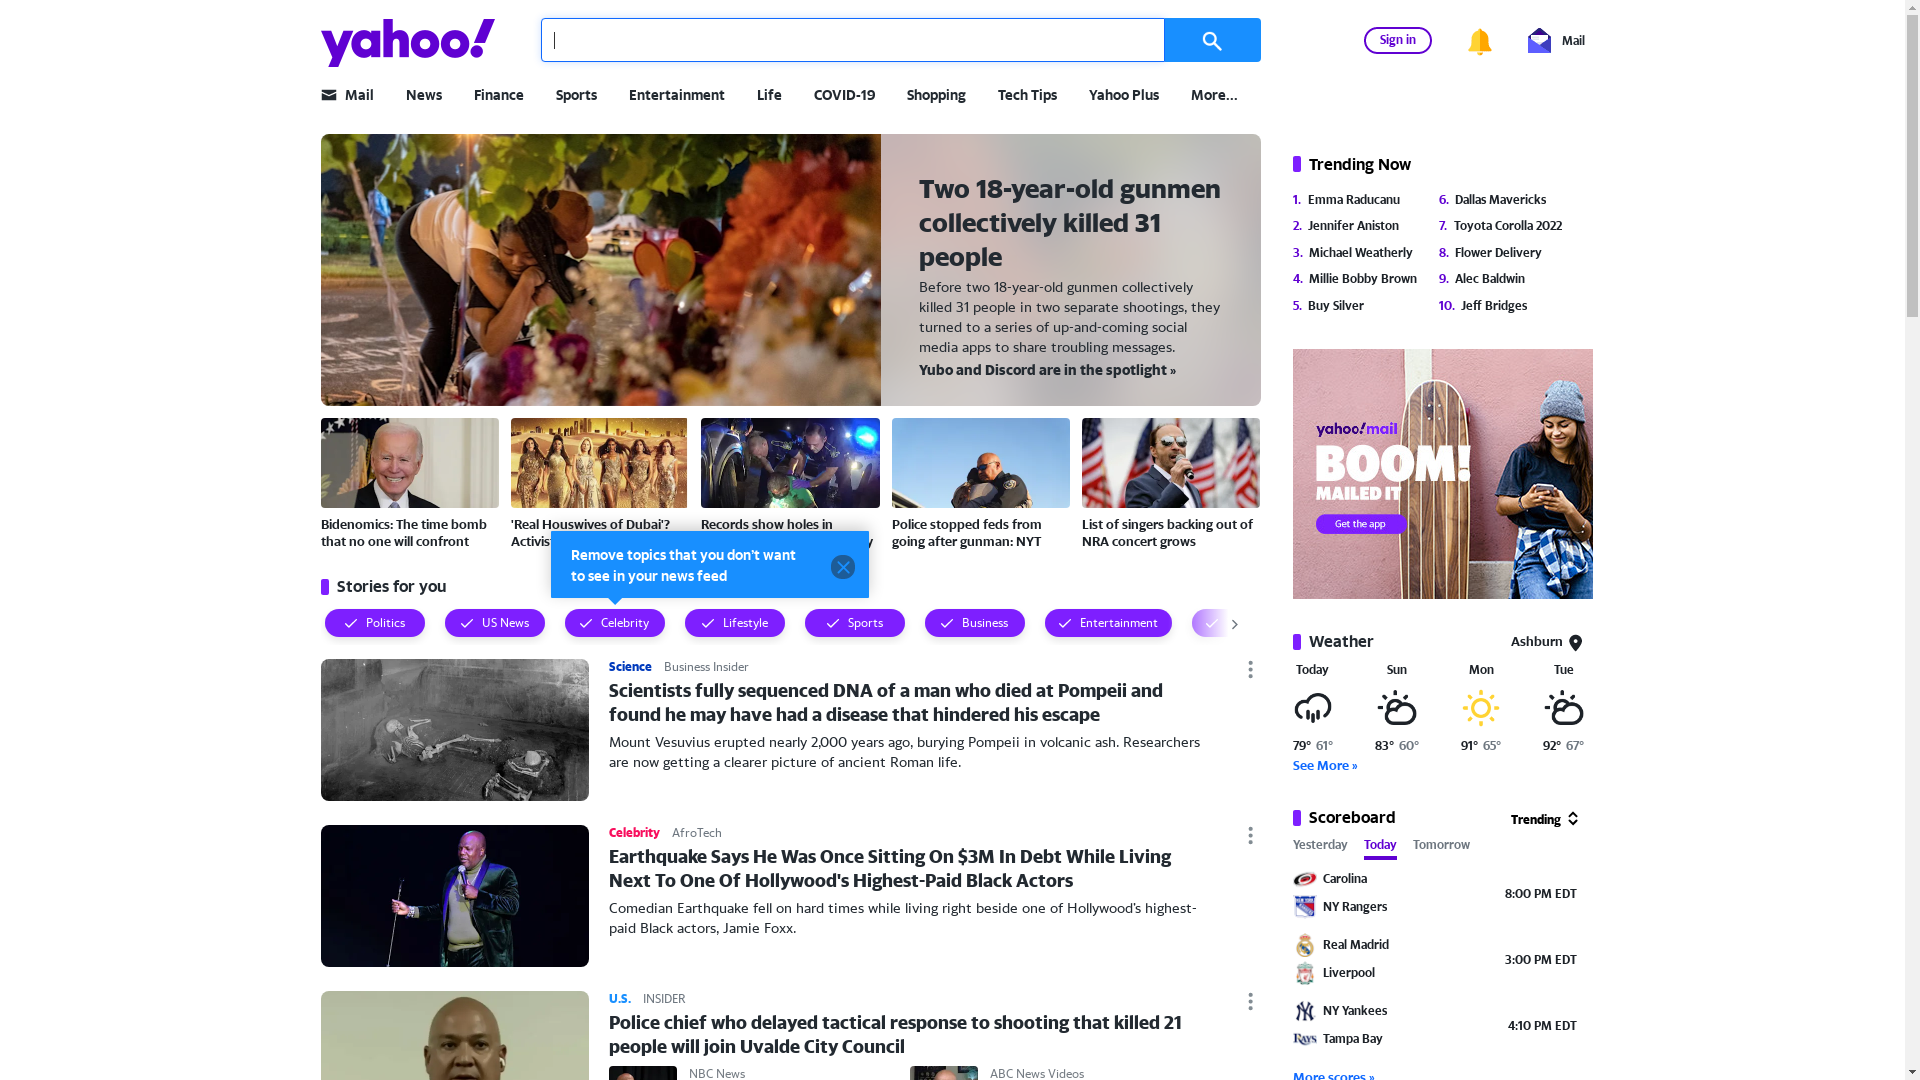 yahoo!
Sign in
Mail
Mail
News
Finance
Sports
Entertainment
Life
COVID-19
Shopping
Tech Tips
Yahoo Plus
More...
Two 18-year-old gunmen
collectively killed 31
people
Before two 18-year-old gunmen collectively
killed 31 people in two separate shootings, they
turned to a series of up-and-coming social
media apps to share troubling messages.
Yubo and Discord are in the spotlight »
Bidenomics: The time bomb
that no one will confront
'Real Houswives of Dubai'?
Records show holes in
Police stopped feds from
going after gunman: NYT
List of singers backing out of
NRA concert grows
Remove topics that you don't want
to see in your news feed
Stories for you
Politics
US News
Celebrity
Lifestyle
Sports
Business
Entertainment
Science Business Insider
Scientists fully sequenced DNA of a man who died at Pompeii and
found he may have had a disease that hindered his escape
Mount Vesuvius erupted nearly 2,000 years ago, burying Pompeii in volcanic ash. Researchers
are now getting a clearer picture of ancient Roman life.
Celebrity AfroTech
Earthquake Says He Was Once Sitting On $3M In Debt While Living
Next To One Of Hollywood's Highest-Paid Black Actors
Comedian Earthquake fell on hard times while living right beside one of Hollywood's highest-
paid Black actors, Jamie Foxx.
U.S. INSIDER
Police chief who delayed tactical response to shooting that killed 21
people will join Uvalde City Council
NBC News
ABC News Videos
Trending Now
1. Emma Raducanu
2. Jennifer Aniston
3. Michael Weatherly
4. Millie Bobby Brown
5. Buy Silver
6. Dallas Mavericks
7. Toyota Corolla 2022
8. Flower Delivery
9. Alec Baldwin
10. Jeff Bridges
yahoo!mail
BOOM!
MAILED IT
Get the app
Weather
Ashburn
Today Sun Mon Tue
79° 61° 83° 60° 91° 65° 92° 67°
See More »
Scoreboard
Trending
Yesterday Today Tomorrow
Carolina
NY Rangers
8:00 PM EDT
Real Madrid
Liverpool
3:00 PM EDT
NY Yankees
RAYS
Tampa Bay
4:10 PM EDT
More scores »